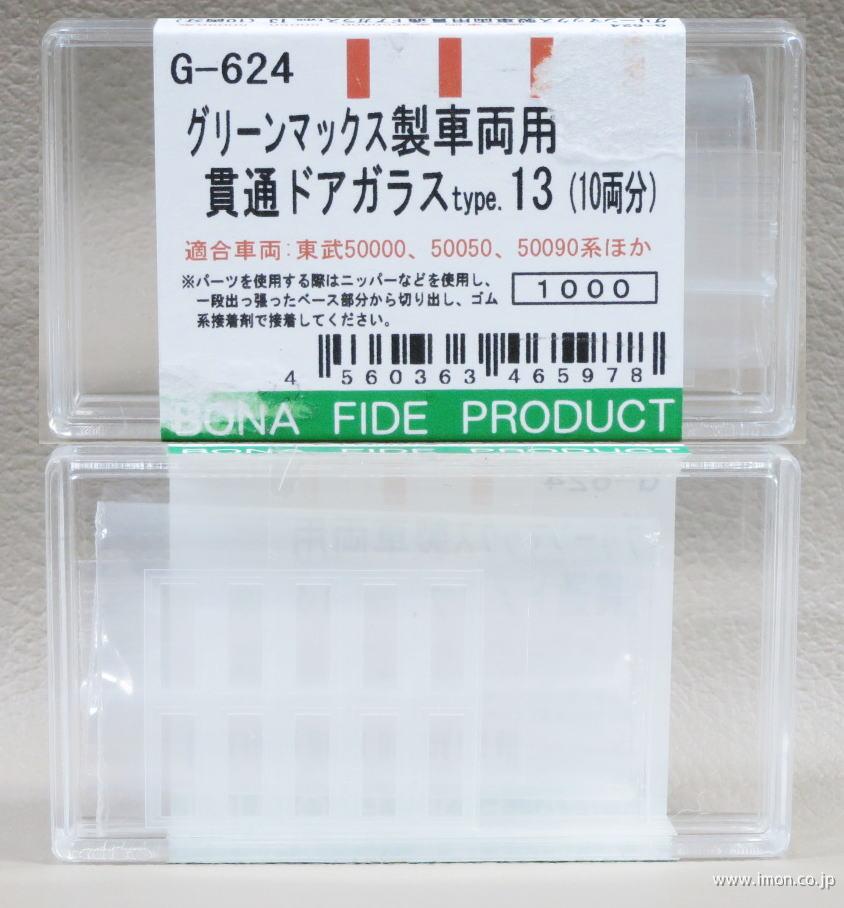 G-624
グリーンマックス製車両用
貫通ドアガラスtype.13（10両分）
適合車両:東武50000、50050、50090系ほか
※パーツを使用する際はニッパーなどを使用し、
一段出っ張ったベース部分から切り出し、ゴム
系接着剤で接着してください。
1000
4 560363 465978
BONA FIDE PRODUCT
BONA FIDE PRODUCT
www.imon.co.jp